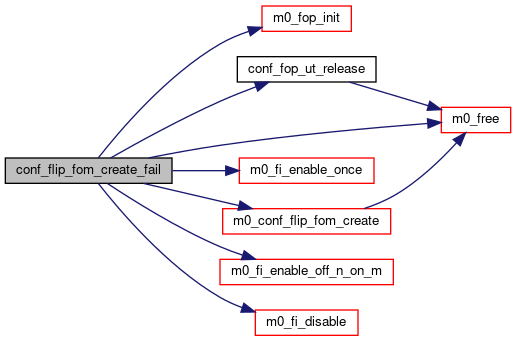 m0_fop_init
conf_fop_ut_release
m0_free
conf_flip_fom_create_fail
m0_fi_enable_once
m0_conf_flip_fom_create
m0_fi_enable_off_n_on_m
m0_fi_disable